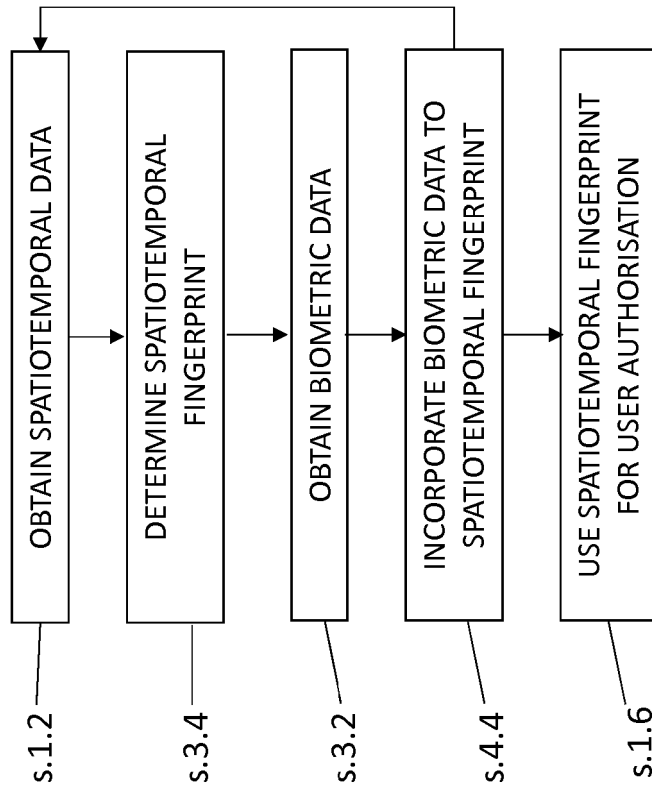 OBTAIN SPATIOTEMPORAL DATA
DETERMINE SPATIOTEMPORAL
FINGERPRINT
OBTAIN BIOMETRIC DATA
INCORPORATE BIOMETRIC DATA TO
SPATIOTEMPORAL FINGERPRINT
USE SPATIOTEMPORAL FINGERPRINT
FOR USER AUTHORISATION
s.1.2
s.3.4
s.3.2
s.4.4
s.1.6